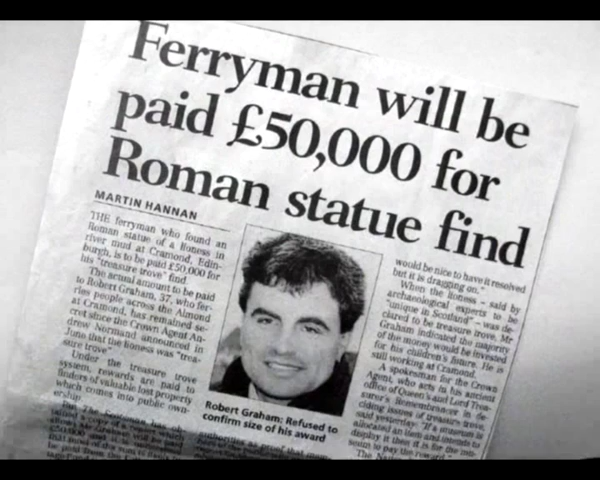 Ferryman will be
paid £50,000 for
Roman statue find
MARTIN HANNAN
THE ferryman who found an
Roman statue of a lioness in
river mud at Cramond, Edin-
burgh, is to be paid £50,000 for
his "treasure trove" find.
The actual amount to be paid
to Robert Graham, 37, who fer-
ries people across the Almond
at Cramond, has remained se-
cret since the Crown Agent An-
drew Normand announced in
June that the lioness was "trea-
sure trove".
Under the treasure trove
system, rewards are paid to
finders of valuable lost property
which comes into public own-
ership.
But The Scotsman has
a copy of a
Robert Graham: Refused to
confirm size of his award
would be nice to have it resolved
but it is dragging on."
When the lioness – said by
archaeological experts to be
"unique in Scotland" – was de-
clared to be treasure trove, Mr
Graham indicated the majority
of the money would be invested
for his children's future. He is
still working at Cramond.
A spokesman for the Crown
Agent, who acts in his ancient
office of Queen's and Lord Trea-
surer's Remembrancer in de-
ciding issues of treasure trove,
said yesterday: "If a museum is
allocated an item and intends to
display it then it is for the mu-
seum to pay the reward."